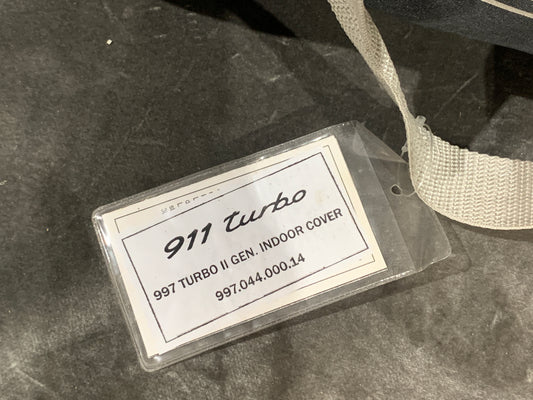 911 turbo
997 TURBO II GEN. INDOOR COVER
997.044.000.14